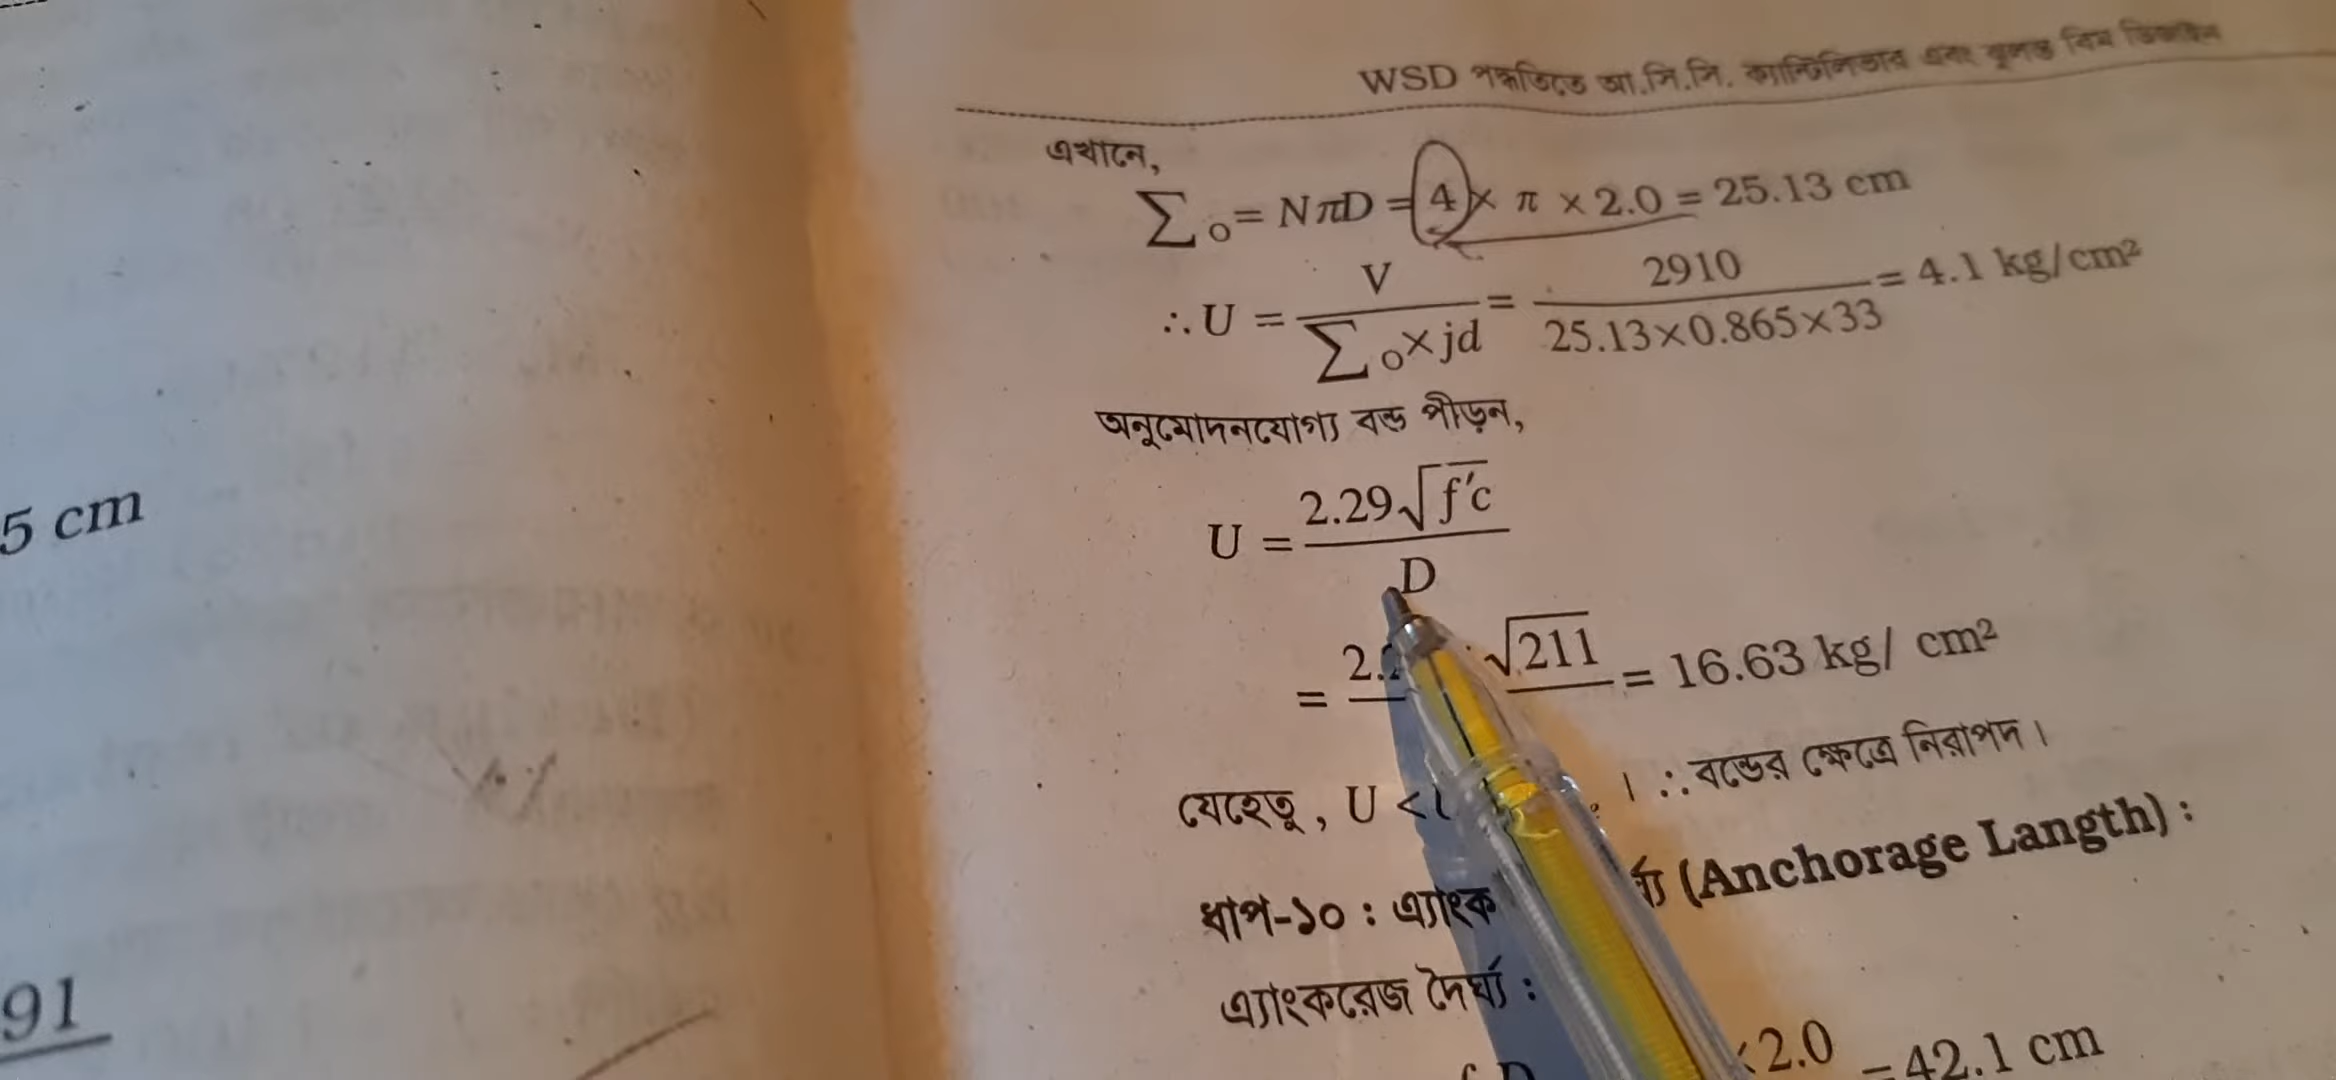 5 cm
91
WSD পদ্ধতিতে আর.সি.সি. ক্যান্টিলিভার এবং ঝুলন্ত বিম ডিজাইন
এখানে,
∑o = NπD = 4 × π × 2.0 = 25.13 cm
∴ U = V / ∑o × jd = 2910 / 25.13×0.865×33 = 4.1 kg/cm²
অনুমোদনযোগ্য বন্ড পীড়ন,
U = 2.29√f'c / D
= √211 = 16.63 kg/ cm²
যেহেতু , U < । ∴ বন্ডের ক্ষেত্রে নিরাপদ।
ধাপ-১০ : (Anchorage Langth) :
এ্যাংকরেজ দৈর্ঘ্য :
2.0 = 42.1 cm